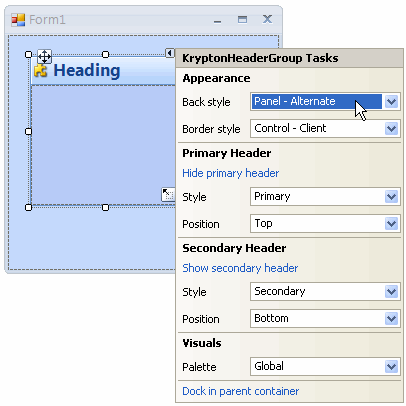 Form1
Heading
KryptonHeaderGroup Tasks
Appearance
Back style Panel - Alternate
Border style Control - Client
Primary Header
Hide primary header
Style Primary
Position Top
Secondary Header
Show secondary header
Style Secondary
Position Bottom
Visuals
Palette Global
Dock in parent container